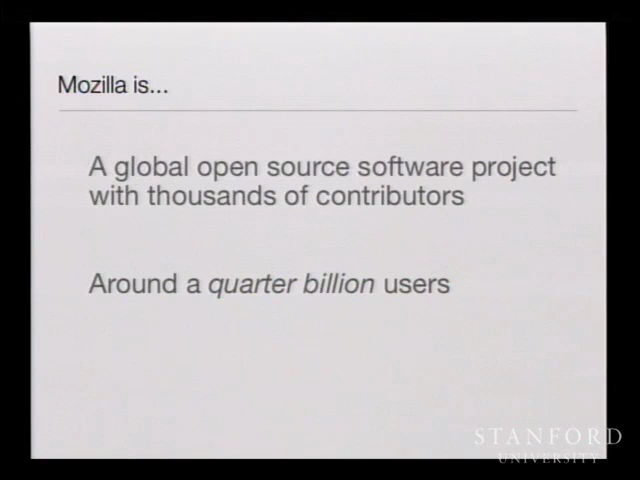 Mozilla is...
A global open source software project
with thousands of contributors
Around a quarter billion users
STANFORD
UNIVERSITY